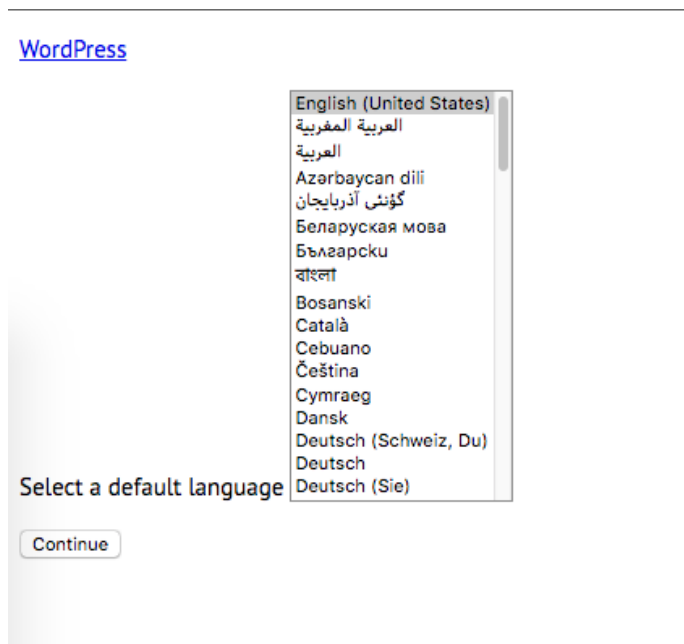 WordPress
English (United States)
العربية المغربية
العربية
Azərbaycan dili
گؤنئی آذربایجان
Беларуская мова
Български
বাংলা
Bosanski
Català
Cebuano
Čeština
Cymraeg
Dansk
Deutsch (Schweiz, Du)
Deutsch
Select a default language Deutsch (Sie)
Continue